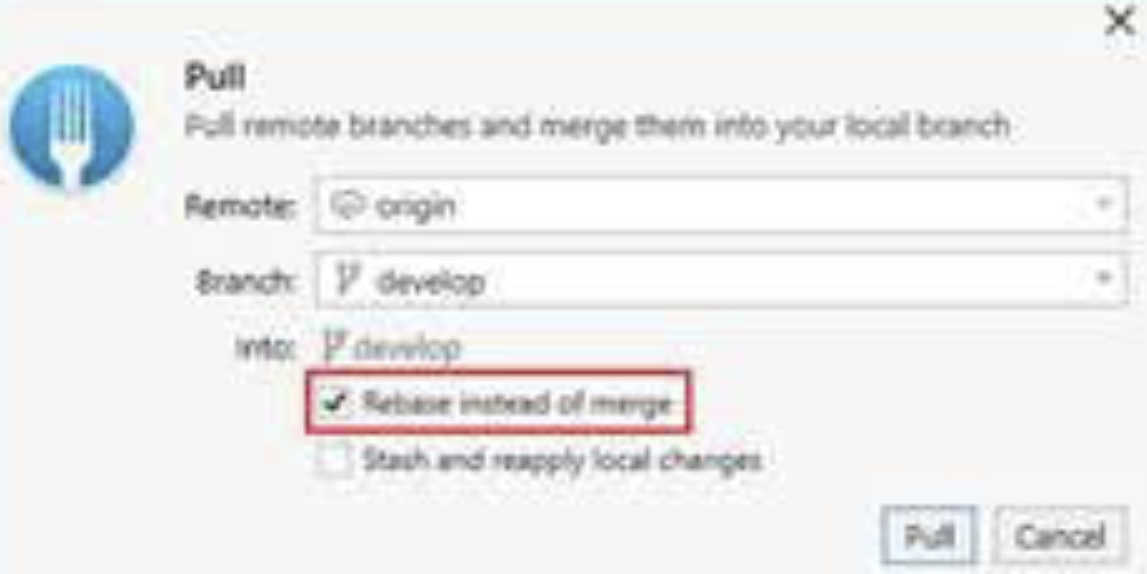 Pull
Pull remote branches and merge them into your local branch
Remote: origin
Branch: develop
Into: develop
Rebase instead of merge
Stash and reapply local changes
Pull Cancel